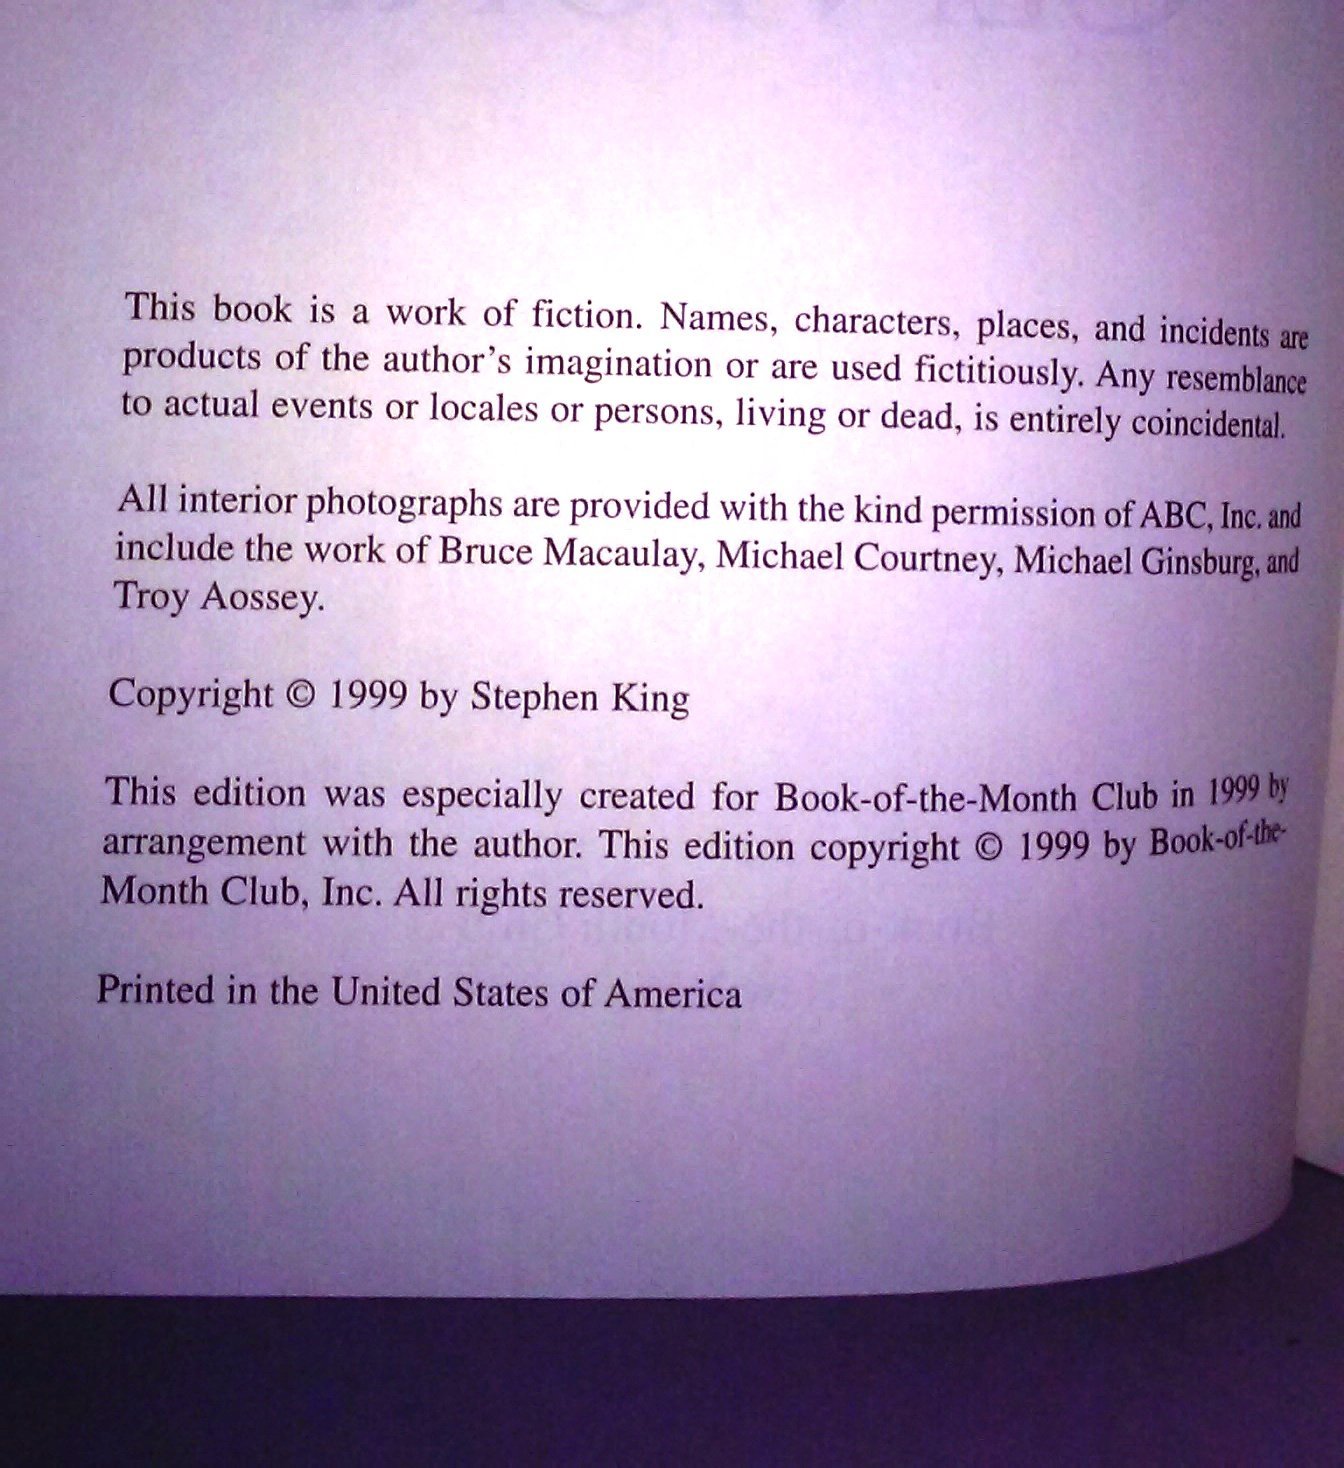 This book is a work of fiction. Names, characters, places, and incidents are
products of the author's imagination or are used fictitiously. Any resemblance
to actual events or locales or persons, living or dead, is entirely coincidental.
All interior photographs are provided with the kind permission of ABC, Inc. and
include the work of Bruce Macaulay, Michael Courtney, Michael Ginsburg, and
Troy Aossey.
Copyright © 1999 by Stephen King
This edition was especially created for Book-of-the-Month Club in 1999 by
arrangement with the author. This edition copyright © 1999 by Book-of-the-
Month Club, Inc. All rights reserved.
Printed in the United States of America